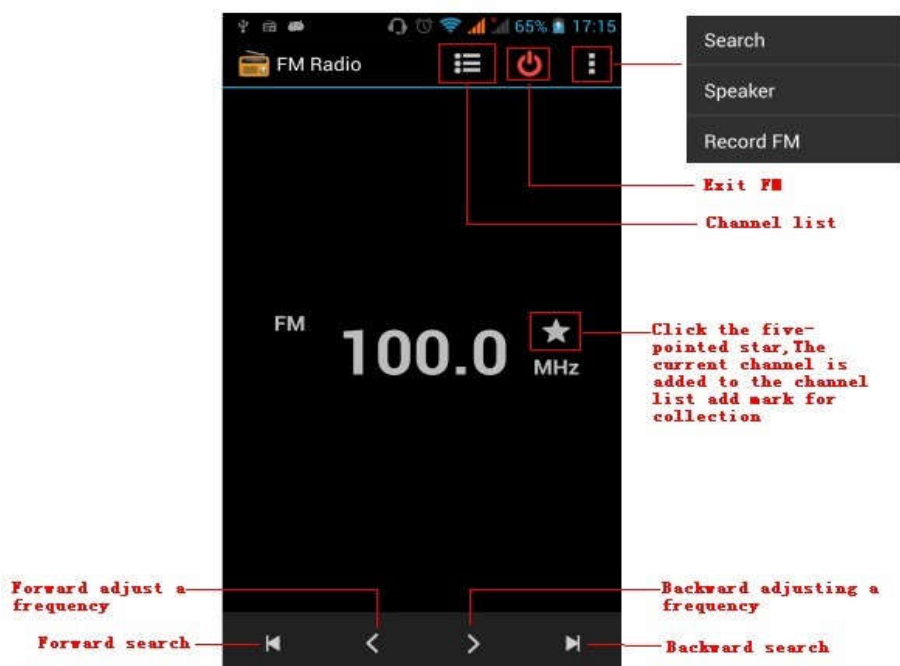 65% 17:15
FM Radio
Search
Speaker
Record FM
Exit FM
Channel list
FM
100.0
MHz
Click the five-
pointed star,The
current channel is
added to the channel
list add mark for
collection
Forward adjust a
frequency
Backward adjusting a
frequency
Forward search
Backward search